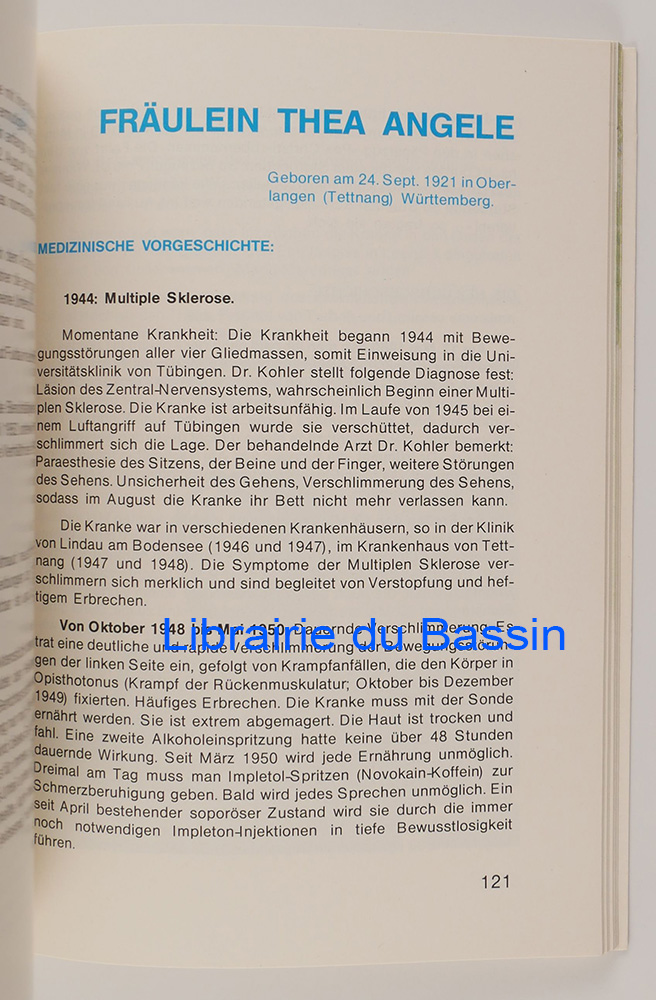 FRÄULEIN THEA ANGELE
Geboren am 24. Sept. 1921 in Ober-
langen (Tettnang) Württemberg.
MEDIZINISCHE VORGESCHICHTE:
1944: Multiple Sklerose.
Momentane Krankheit: Die Krankheit begann 1944 mit Bewe-
gungsstörungen aller vier Gliedmassen, somit Einweisung in die Uni-
versitätsklinik von Tübingen. Dr. Kohler stellt folgende Diagnose fest:
Läsion des Zentral-Nervensystems, wahrscheinlich Beginn einer Multi-
plen Sklerose. Die Kranke ist arbeitsunfähig. Im Laufe von 1945 bei ei-
nem Luftangriff auf Tübingen wurde sie verschüttet, dadurch ver-
schlimmert sich die Lage. Der behandelnde Arzt Dr. Kohler bemerkt:
Paraesthesie des Sitzens, der Beine und der Finger, weitere Störungen
des Sehens. Unsicherheit des Gehens, Verschlimmerung des Sehens,
sodass im August die Kranke ihr Bett nicht mehr verlassen kann.
Die Kranke war in verschiedenen Krankenhäusern, so in der Klinik
von Lindau am Bodensee (1946 und 1947), im Krankenhaus von Tett-
nang (1947 und 1948). Die Symptome der Multiplen Sklerose ver-
schlimmern sich merklich und sind begleitet von Verstopfung und hef-
tigem Erbrechen.
Von Oktober 1948 bis Mai 1950: Dauernde Verschlimmerung. Es
trat eine deutliche und rapide Verschlimmerung der Bewegungsstörun-
gen der linken Seite ein, gefolgt von Krampfanfällen, die den Körper in
Opisthotonus (Krampf der Rückenmuskulatur; Oktober bis Dezember
1949) fixierten. Häufiges Erbrechen. Die Kranke muss mit der Sonde
ernährt werden. Sie ist extrem abgemagert. Die Haut ist trocken und
fahl. Eine zweite Alkoholeinspritzung hatte keine über 48 Stunden
dauernde Wirkung. Seit März 1950 wird jede Ernährung unmöglich.
Dreimal am Tag muss man Impletol-Spritzen (Novokain-Koffein) zur
Schmerzberuhigung geben. Bald wird jedes Sprechen unmöglich. Ein
seit April bestehender soporöser Zustand wird sie durch die immer
noch notwendigen Impleton-Injektionen in tiefe Bewusstlosigkeit
führen.
121
Librairie du Bassin